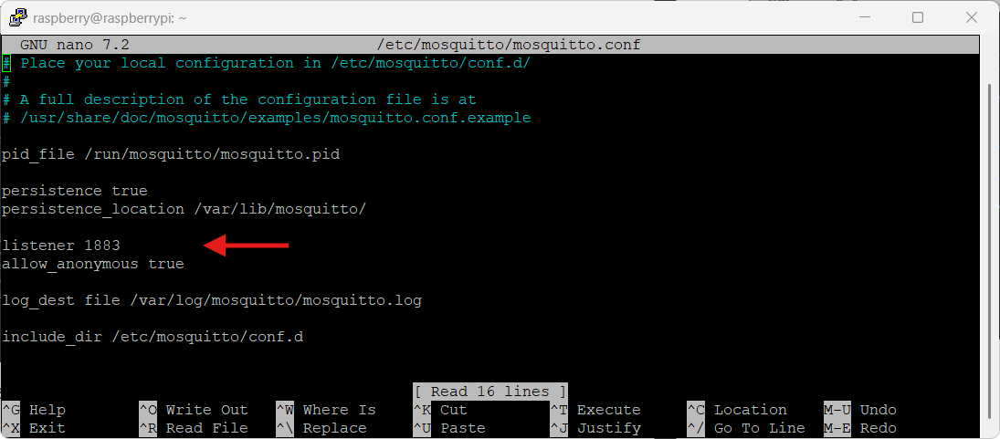 raspberry@raspberrypi: ~
GNU nano 7.2 /etc/mosquitto/mosquitto.conf
# Place your local configuration in /etc/mosquitto/conf.d/
#
# A full description of the configuration file is at
# /usr/share/doc/mosquitto/examples/mosquitto.conf.example
pid_file /run/mosquitto/mosquitto.pid
persistence true
persistence_location /var/lib/mosquitto/
listener 1883
allow_anonymous true
log_dest file /var/log/mosquitto/mosquitto.log
include_dir /etc/mosquitto/conf.d
[ Read 16 lines ]
^G Help ^O Write Out ^W Where Is ^K Cut ^T Execute ^C Location M-U Undo
^X Exit ^R Read File ^\ Replace ^U Paste ^J Justify ^/ Go To Line M-E Redo